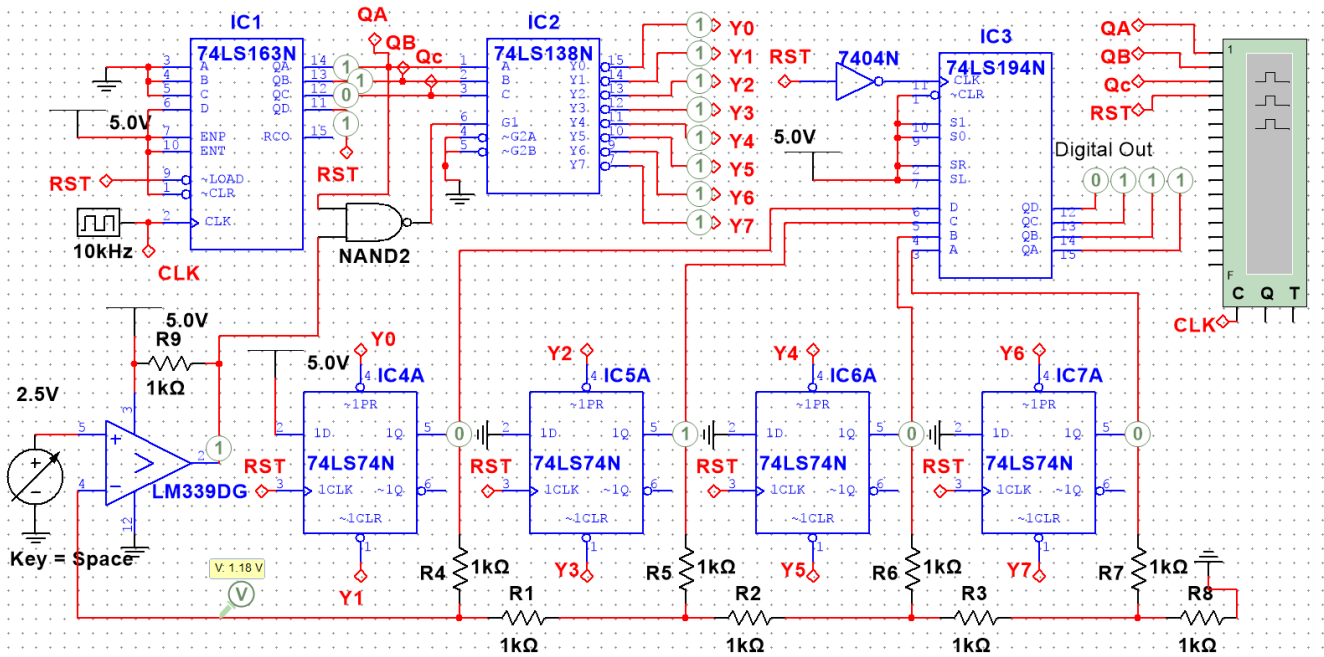 QA
QB
Qc
IC1
74LS163N
3
4
5
6
7
10
9
1
2
A
B
C
D
ENP
ENT
~LOAD
~CLR
CLK
QA
QB
QC
QD
RCO
14
13
12
11
15
1
1
0
1
RST
5.0V
RST
10kHz
CLK
IC2
74LS138N
1
2
3
6
4
5
A
B
C
G1
~G2A
~G2B
Y0
Y1
Y2
Y3
Y4
Y5
Y6
Y7
15
14
13
12
11
10
9
7
1 Y0
1 Y1
1 Y2
1 Y3
1 Y4
1 Y5
1 Y6
1 Y7
NAND2
RST
7404N
5.0V
IC3
74LS194N
11
1
10
9
2
7
6
5
4
3
CLK
~CLR
S1
S0
SR
SL
D
C
B
A
QD
QC
QB
QA
12
13
14
15
Digital Out
0 1 1 1
QA
QB
Qc
RST
1
F
C Q T
CLK
5.0V
R9
1kΩ
2.5V
Key = Space
5
4
3
12
2
1
LM339DG
V: 1.18 V
V
5.0V
Y0
4
IC4A
~1PR
2 1D 1Q 5
0
74LS74N
RST
3 1CLK ~1Q 6
~1CLR
1
Y1
Y2
4
IC5A
~1PR
2 1D 1Q 5
1
74LS74N
RST
3 1CLK ~1Q 6
~1CLR
1
Y3
Y4
4
IC6A
~1PR
2 1D 1Q 5
0
74LS74N
RST
3 1CLK ~1Q 6
~1CLR
1
Y5
Y6
4
IC7A
~1PR
2 1D 1Q 5
0
74LS74N
RST
3 1CLK ~1Q 6
~1CLR
1
Y7
R4 1kΩ
R5 1kΩ
R6 1kΩ
R7 1kΩ
R1
1kΩ
R2
1kΩ
R3
1kΩ
R8
1kΩ